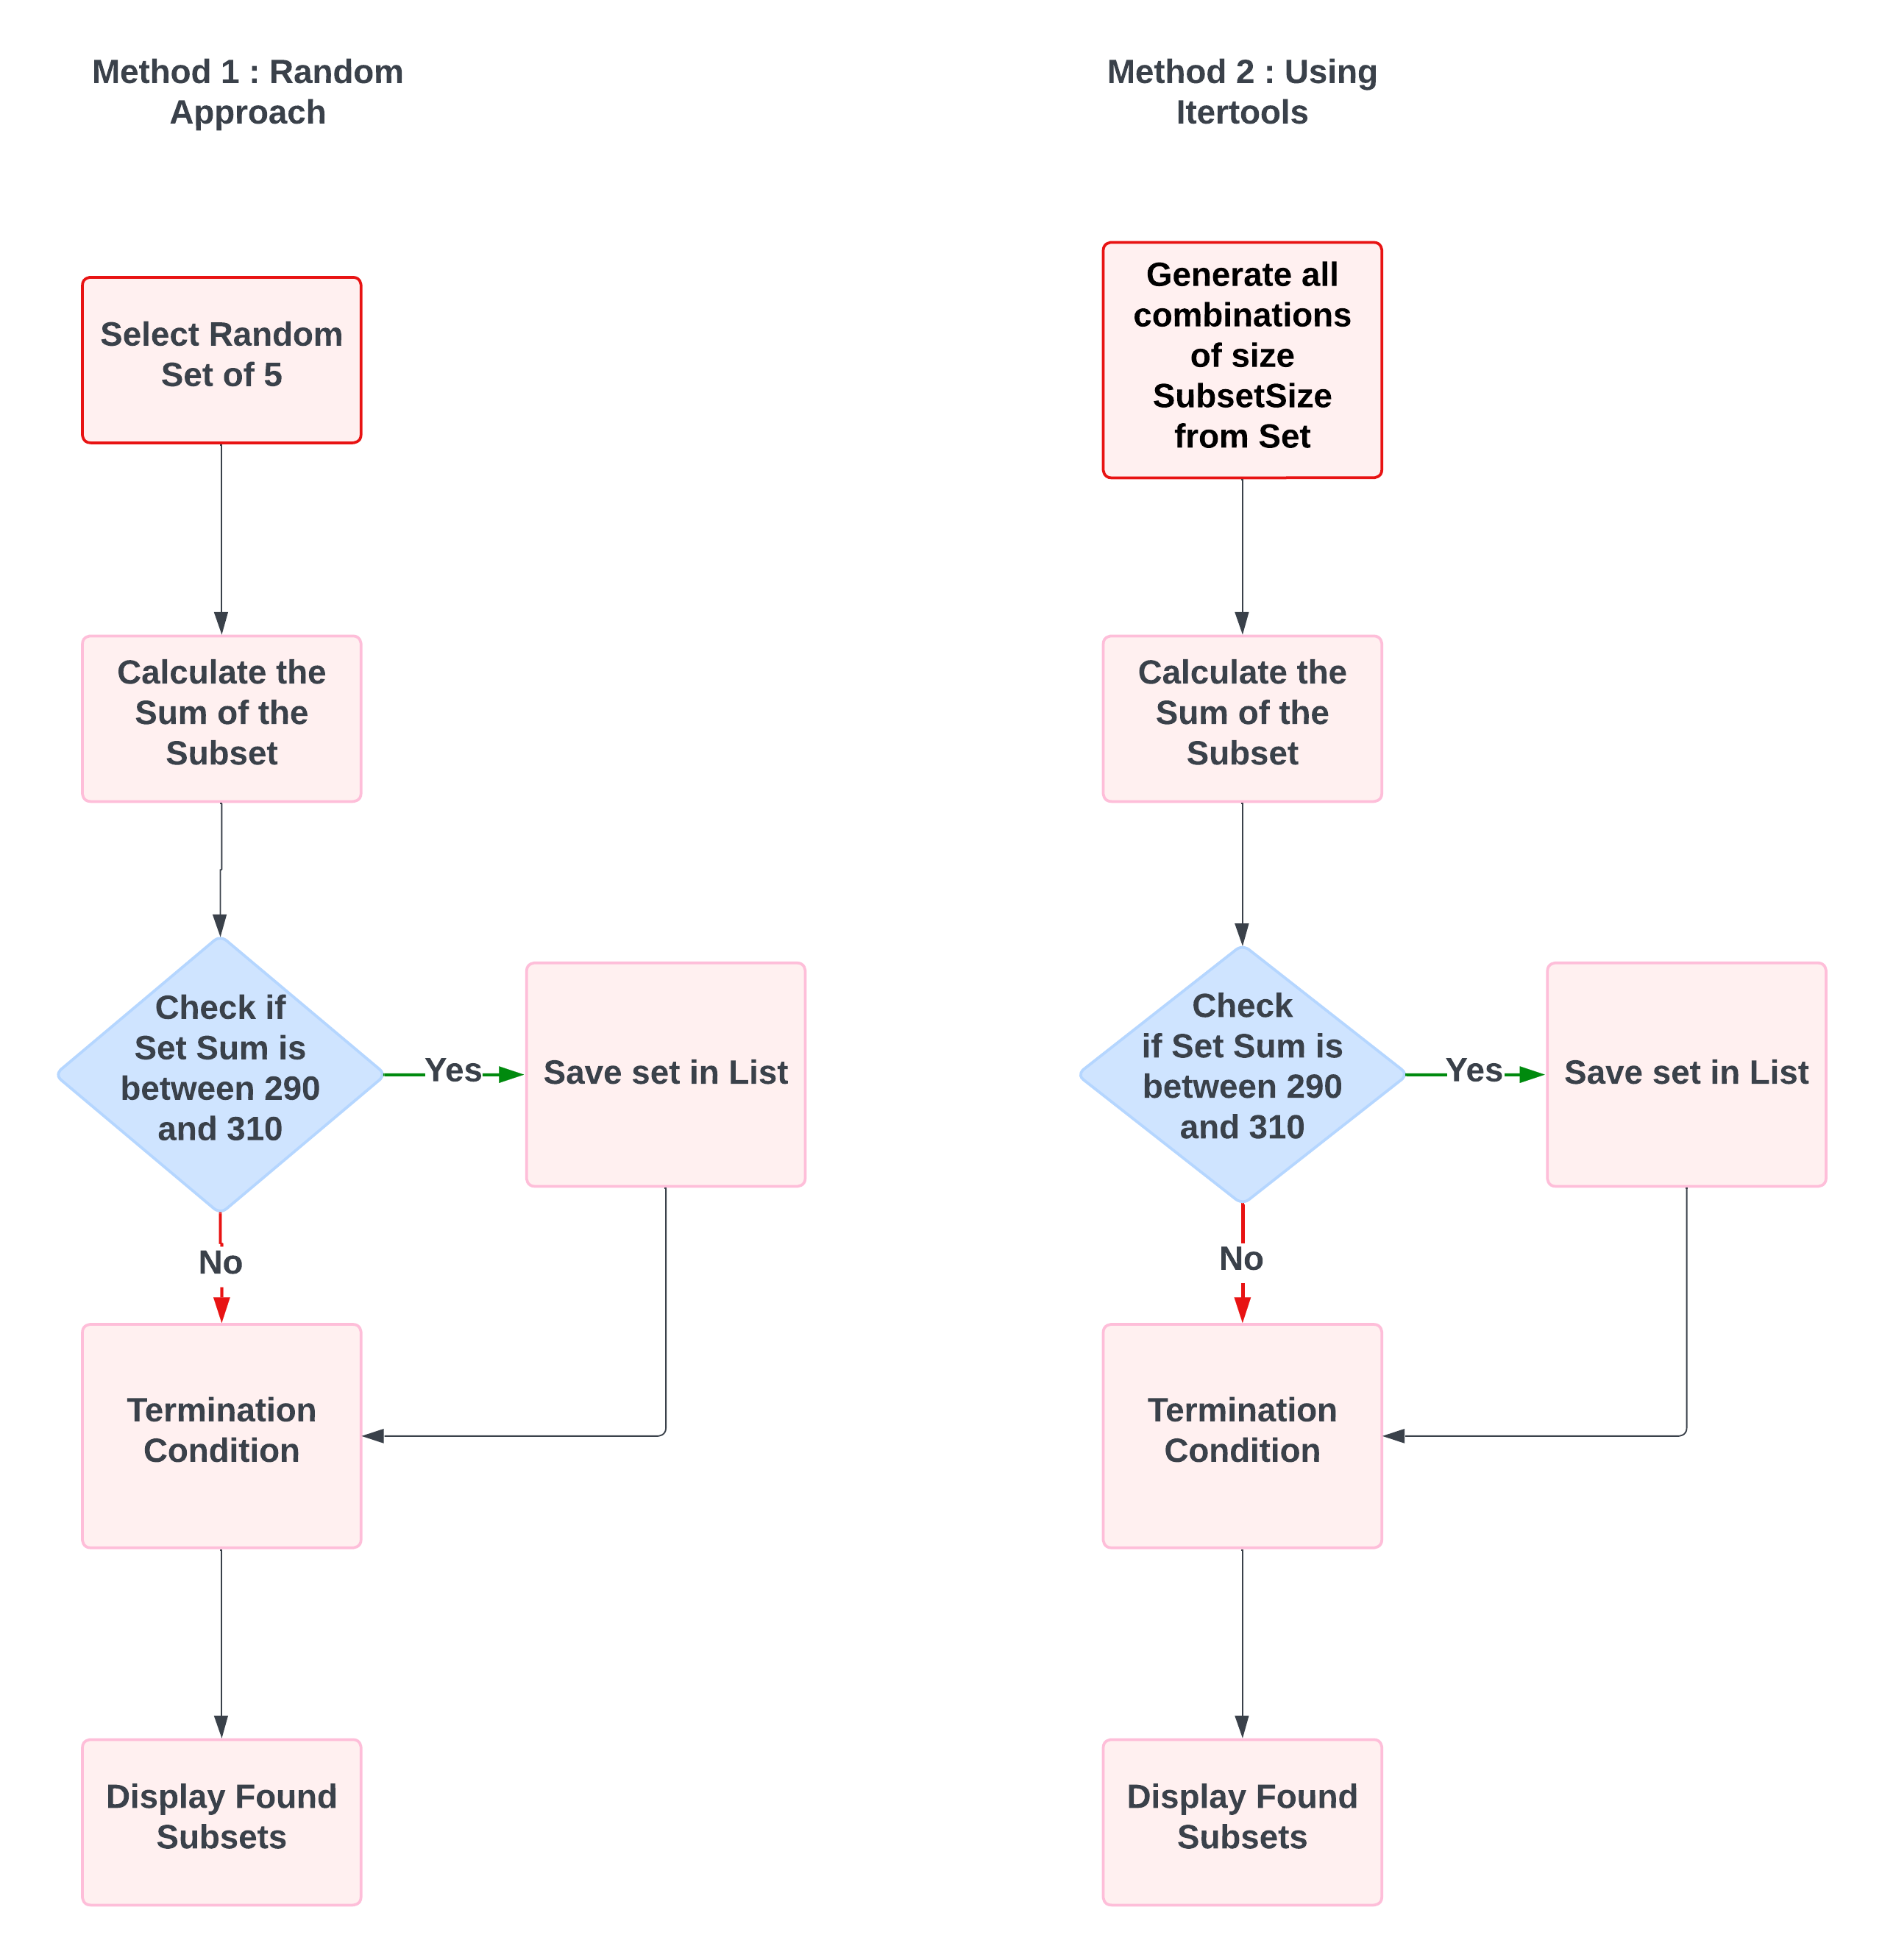 Method 1 : Random
Approach
Select Random
Set of 5
Calculate the
Sum of the
Subset
Check if
Set Sum is
between 290
and 310
Yes
Save set in List
No
Termination
Condition
Display Found
Subsets
Method 2 : Using
Itertools
Generate all
combinations
of size
SubsetSize
from Set
Calculate the
Sum of the
Subset
Check
if Set Sum is
between 290
and 310
Yes
Save set in List
No
Termination
Condition
Display Found
Subsets